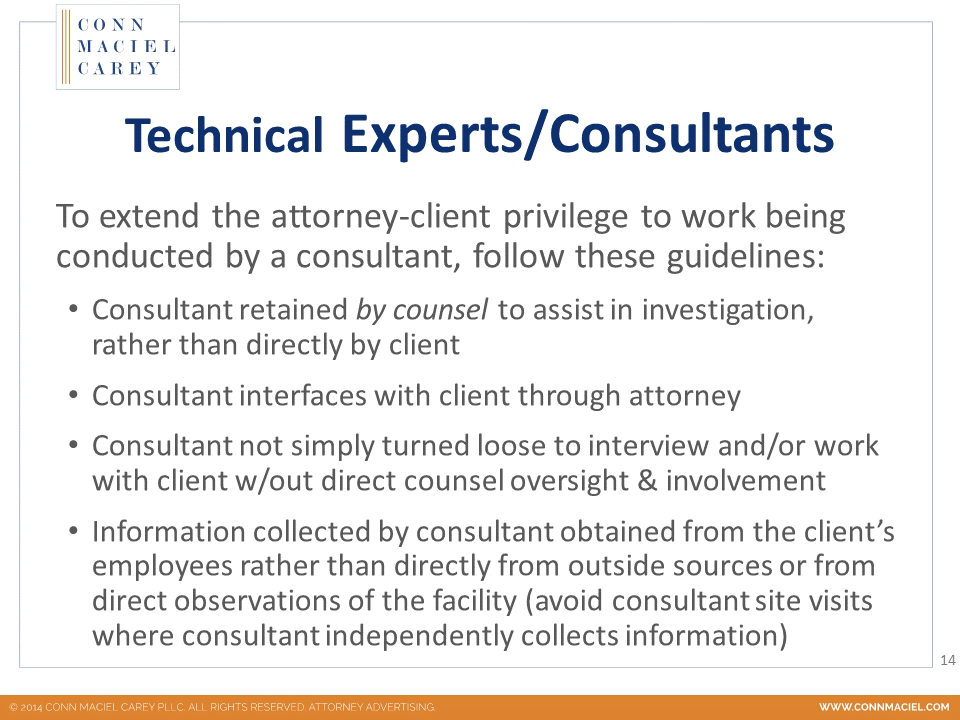 CONN
MACIEL
CAREY
Technical Experts/Consultants
To extend the attorney-client privilege to work being
conducted by a consultant, follow these guidelines:
• Consultant retained by counsel to assist in investigation,
rather than directly by client
• Consultant interfaces with client through attorney
• Consultant not simply turned loose to interview and/or work
with client w/out direct counsel oversight & involvement
• Information collected by consultant obtained from the client’s
employees rather than directly from outside sources or from
direct observations of the facility (avoid consultant site visits
where consultant independently collects information)
14
© 2014 CONN MACIEL CAREY PLLC. ALL RIGHTS RESERVED. ATTORNEY ADVERTISING.
WWW.CONNMACIEL.COM